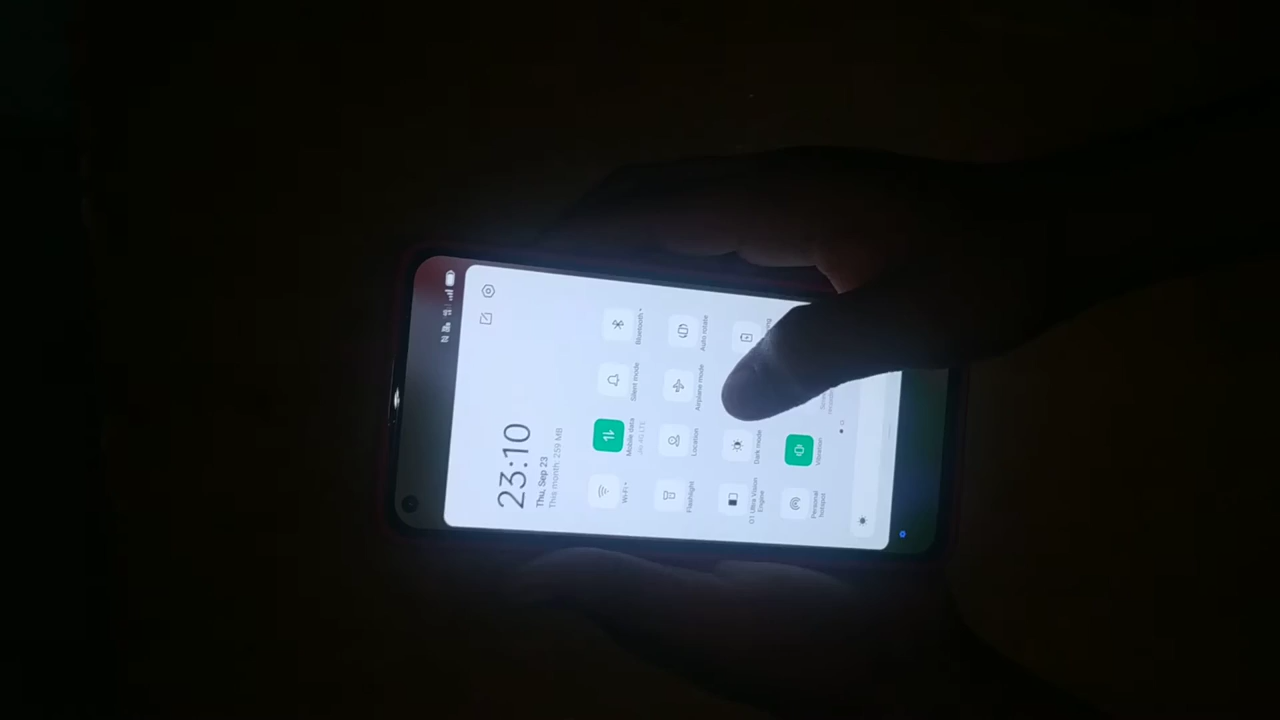 23:10
Thu, Sep 23
This month: 259 MB
Wi-Fi
Mobile data
Silent mode
Bluetooth
Flashlight
Location
Airplane mode
Auto rotate
O1 Ultra Vision
Engine
Dark mode
Personal
hotspot
Vibration